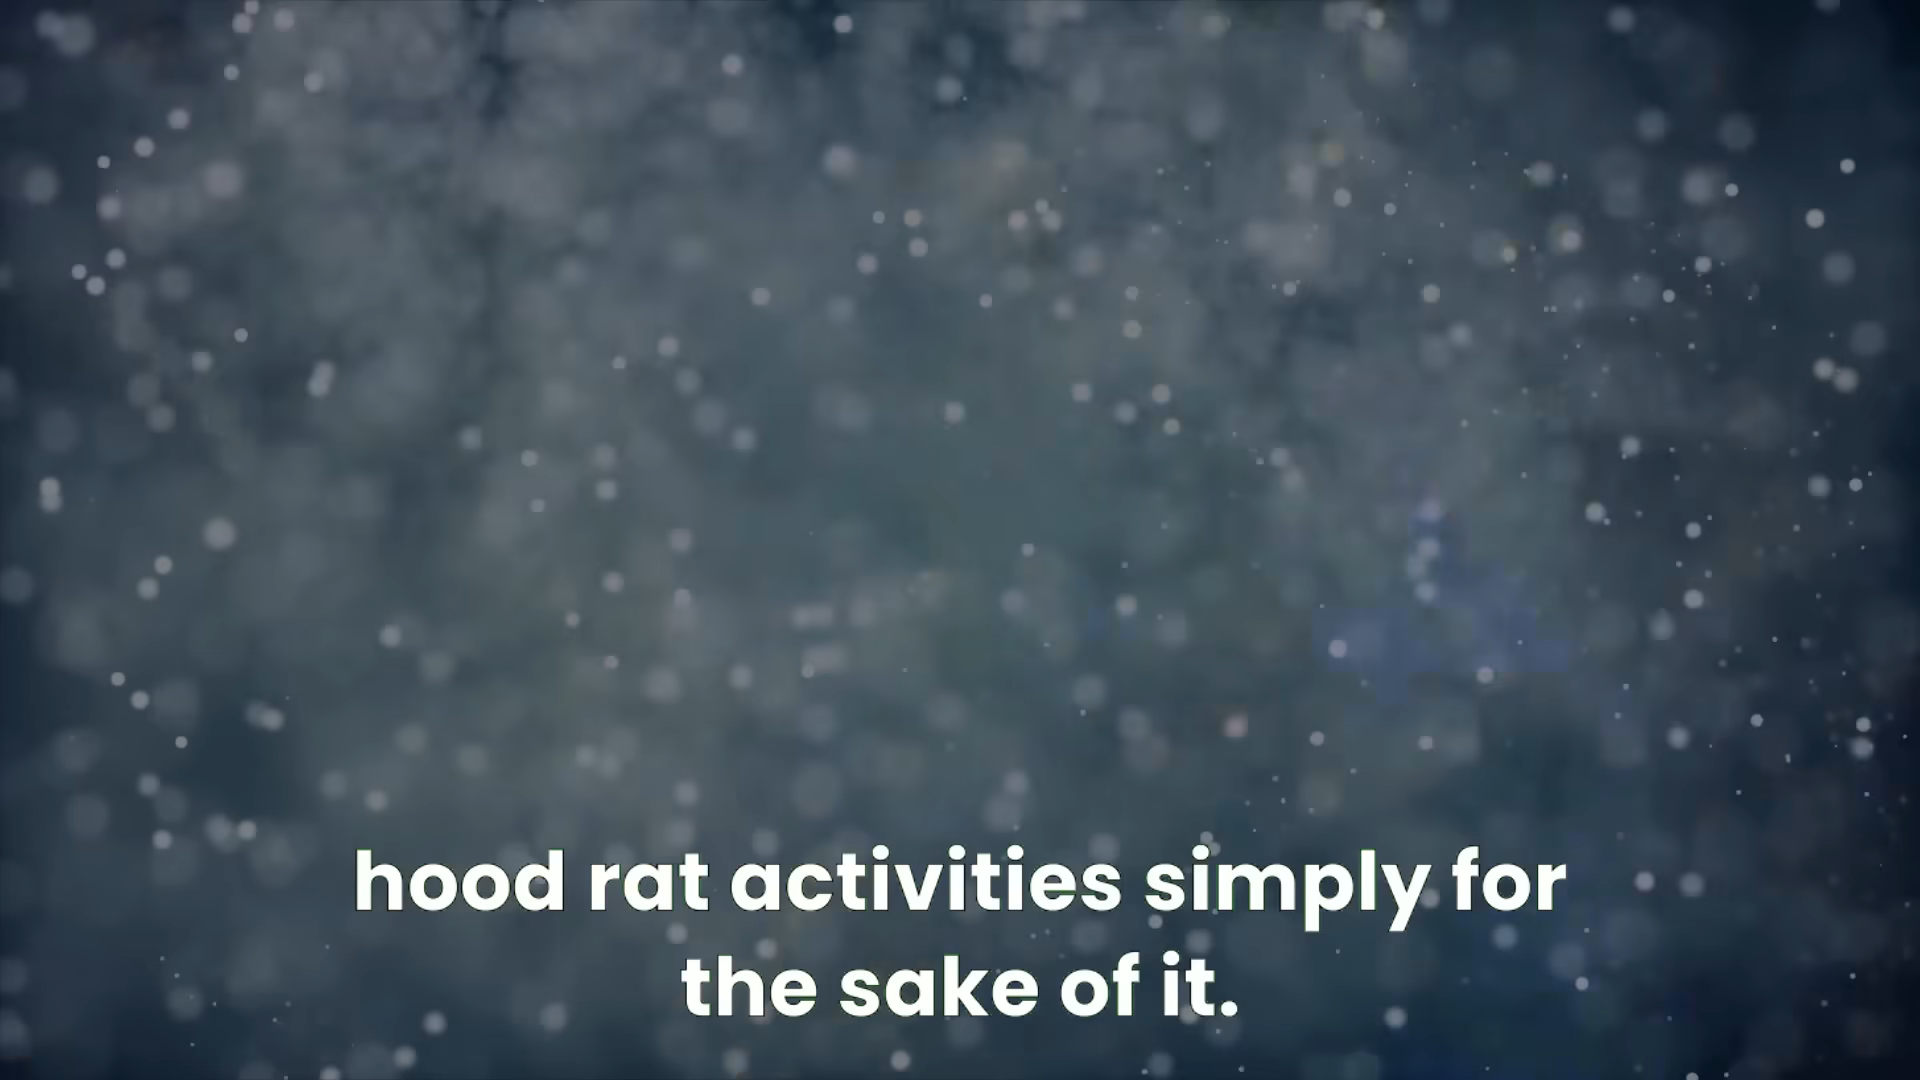 hood rat activities simply for
the sake of it.